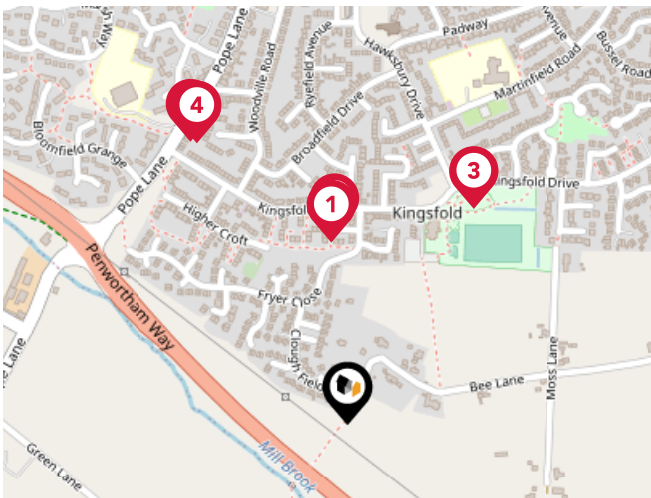 Padway
Pope Lane
Woodville Road
Ryefield Avenue
Hawksbury Drive
Avenue
Bussel Road
Martinfield Road
4
Broadfield Drive
Bloomfield Grange
3
Kingsfold Drive
Pope Lane
1
Kingsfo
Kingsfold
Higher Croft
Penwortham Way
Fryer Close
Clough Field
Bee Lane
Moss Lane
Lane
Green Lane
Mill Brook